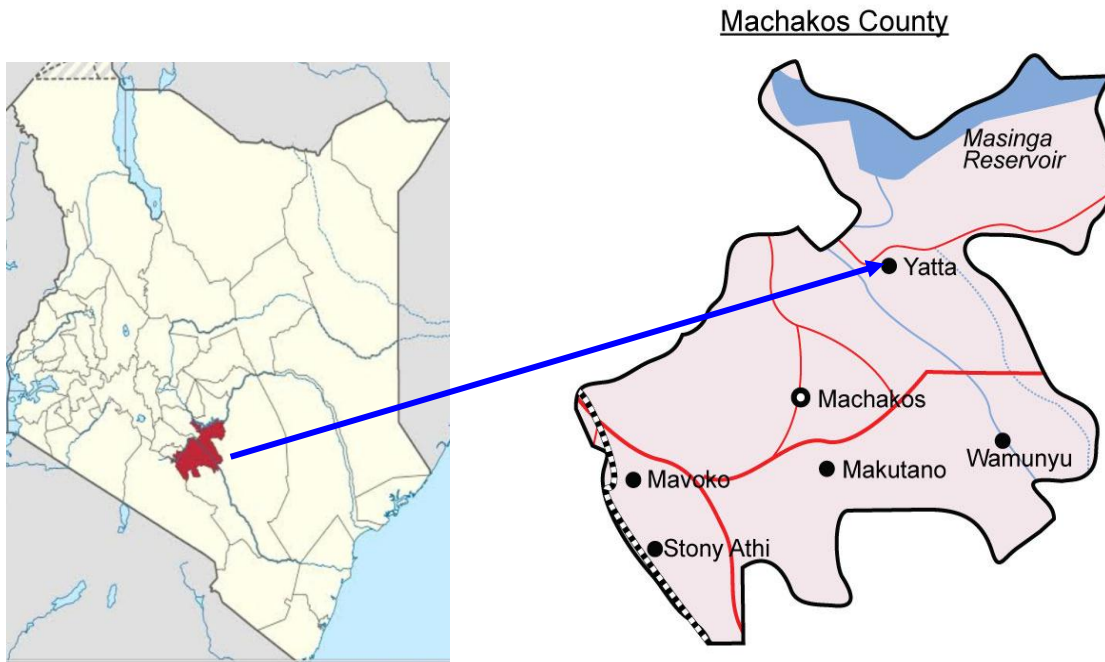 Machakos County
Masinga
Reservoir
Yatta
Machakos
Wamunyu
Makutano
Mavoko
Stony Athi